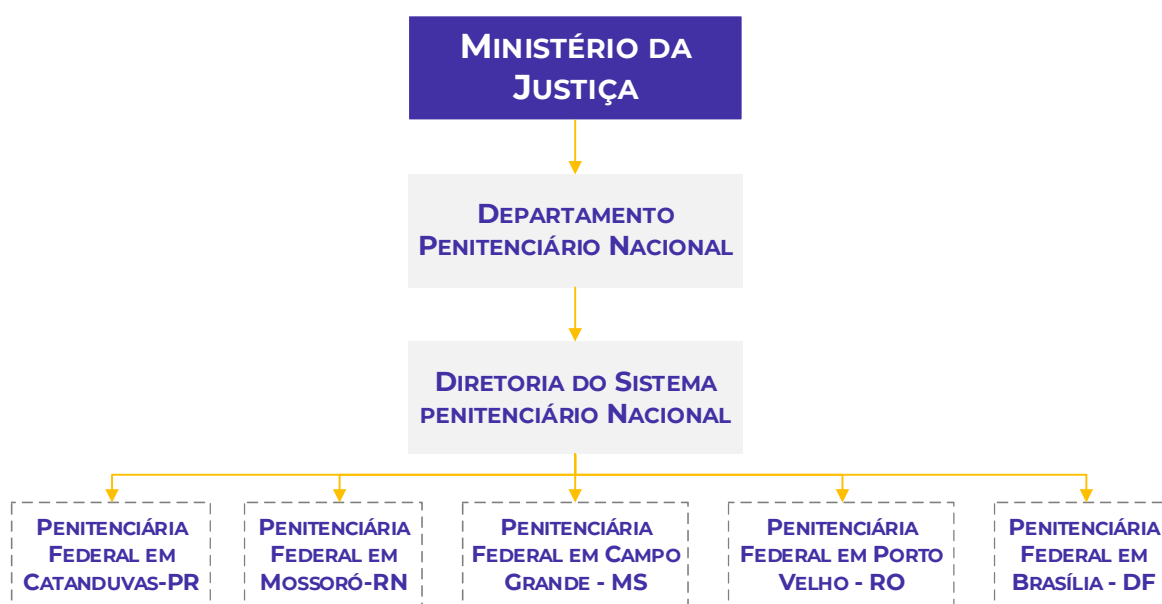 MINISTÉRIO DA
JUSTIÇA
DEPARTAMENTO
PENITENCIÁRIO NACIONAL
DIRETORIA DO SISTEMA
PENITENCIÁRIO NACIONAL
PENITENCIÁRIA
FEDERAL EM
CATANDUVAS-PR
PENITENCIÁRIA
FEDERAL EM
MOSSORÓ-RN
PENITENCIÁRIA
FEDERAL EM CAMPO
GRANDE - MS
PENITENCIÁRIA
FEDERAL EM PORTO
VELHO - RO
PENITENCIÁRIA
FEDERAL EM
BRASÍLIA - DF